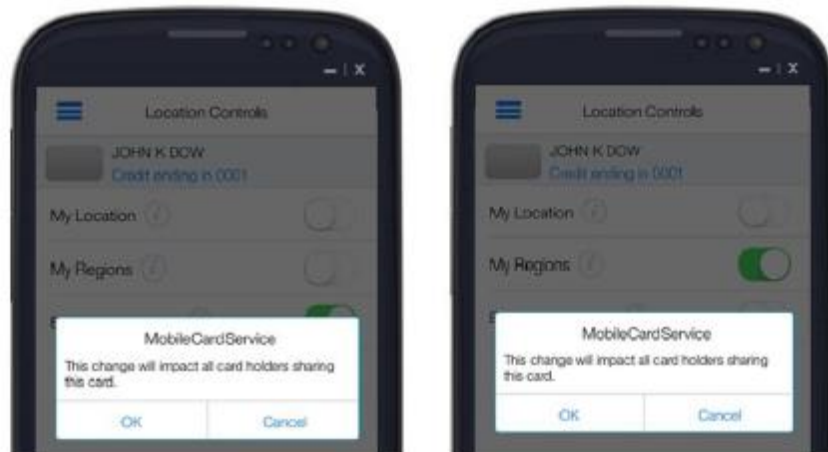 – | X
Location Controls
JOHN K DOW
Credit ending in 0001
My Location i
My Regions i
MobileCardService
This change will impact all card holders sharing
this card.
OK Cancel
– | X
Location Controls
JOHN K DOW
Credit ending in 0001
My Location i
My Regions i
MobileCardService
This change will impact all card holders sharing
this card.
OK Cancel